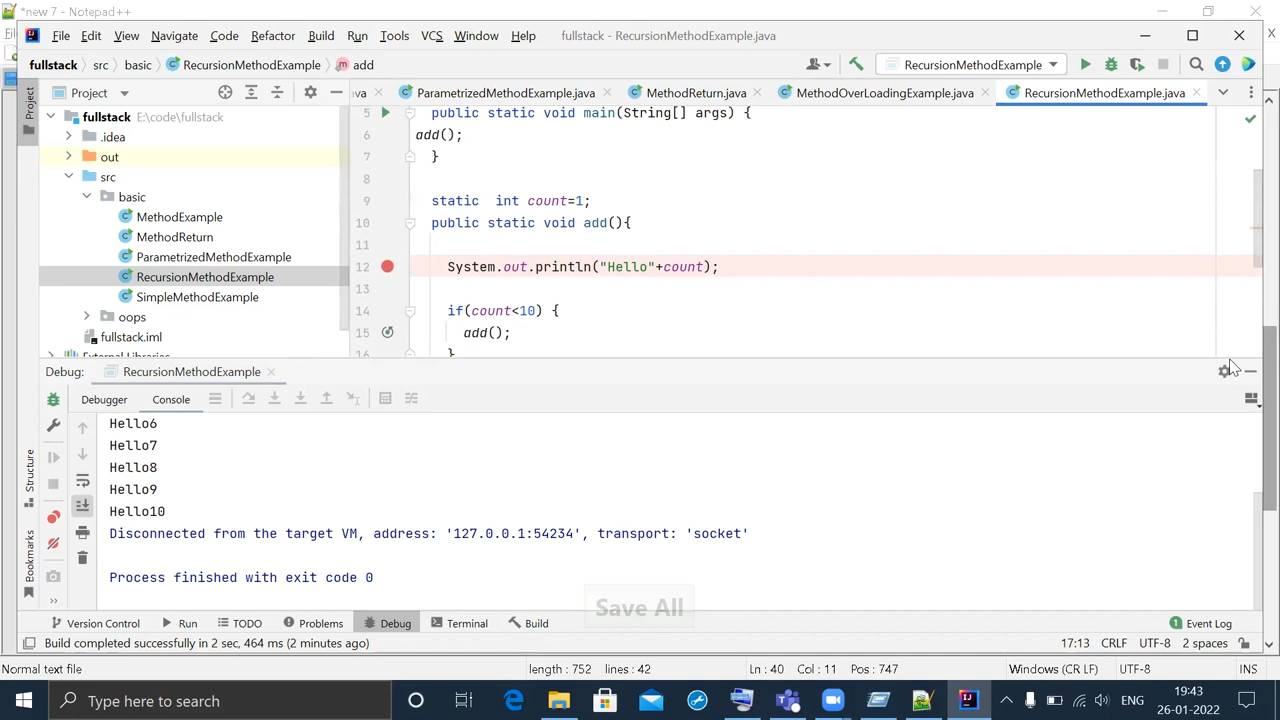 *new 7 - Notepad++
File Edit View Navigate Code Refactor Build Run Tools VCS Window Help fullstack - RecursionMethodExample.java
fullstack src basic RecursionMethodExample add RecursionMethodExample
Project
Project ava ParametrizedMethodExample.java MethodReturn.java MethodOverLoadingExample.java RecursionMethodExample.java
fullstack E:\code\fullstack
.idea
out
src
basic
MethodExample
MethodReturn
ParametrizedMethodExample
RecursionMethodExample
SimpleMethodExample
oops
fullstack.iml
External Libraries
5 public static void main(String[] args) {
6 add();
7 }
8
9 static  int count=1;
10 public static void add(){
11
12 System.out.println("Hello"+count);
13
14 if(count<10) {
15 add();
16 }
Debug: RecursionMethodExample
Debugger Console
Structure
Bookmarks
Hello6
Hello7
Hello8
Hello9
Hello10
Disconnected from the target VM, address: '127.0.0.1:54234', transport: 'socket'
Process finished with exit code 0
Save All
Version Control Run TODO Problems Debug Terminal Build 1 Event Log
Build completed successfully in 2 sec, 464 ms (2 minutes ago) 17:13 CRLF UTF-8 2 spaces
Normal text file length : 752 lines : 42 Ln : 40 Col : 11 Pos : 747 Windows (CR LF) UTF-8 INS
Type here to search ENG 19:43
26-01-2022